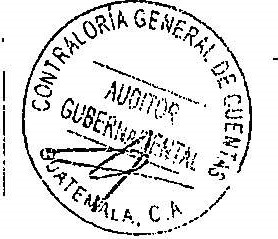 CONTRALORÍA GENERAL DE CUENTAS
AUDITOR
GUBERNAMENTAL
GUATEMALA, C.A